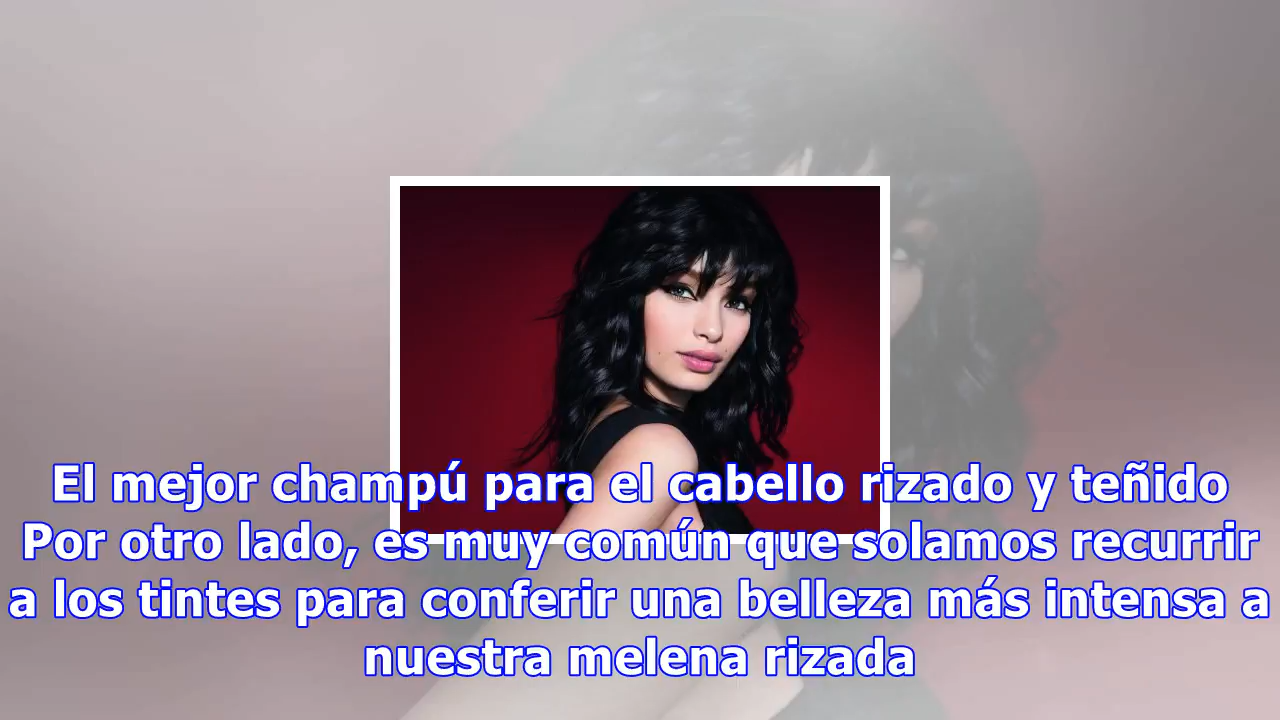 El mejor champú para el cabello rizado y teñido
Por otro lado, es muy común que solamos recurrir
a los tintes para conferir una belleza más intensa a
nuestra melena rizada